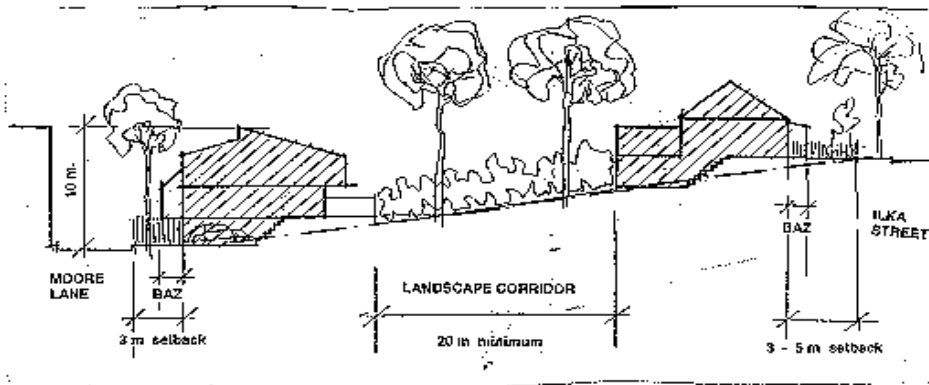 10 m
MOORE
LANE
BAZ
3 m setback
LANDSCAPE CORRIDOR
20 m minimum
BAZ
ILKA
STREET
3 - 5 m setback